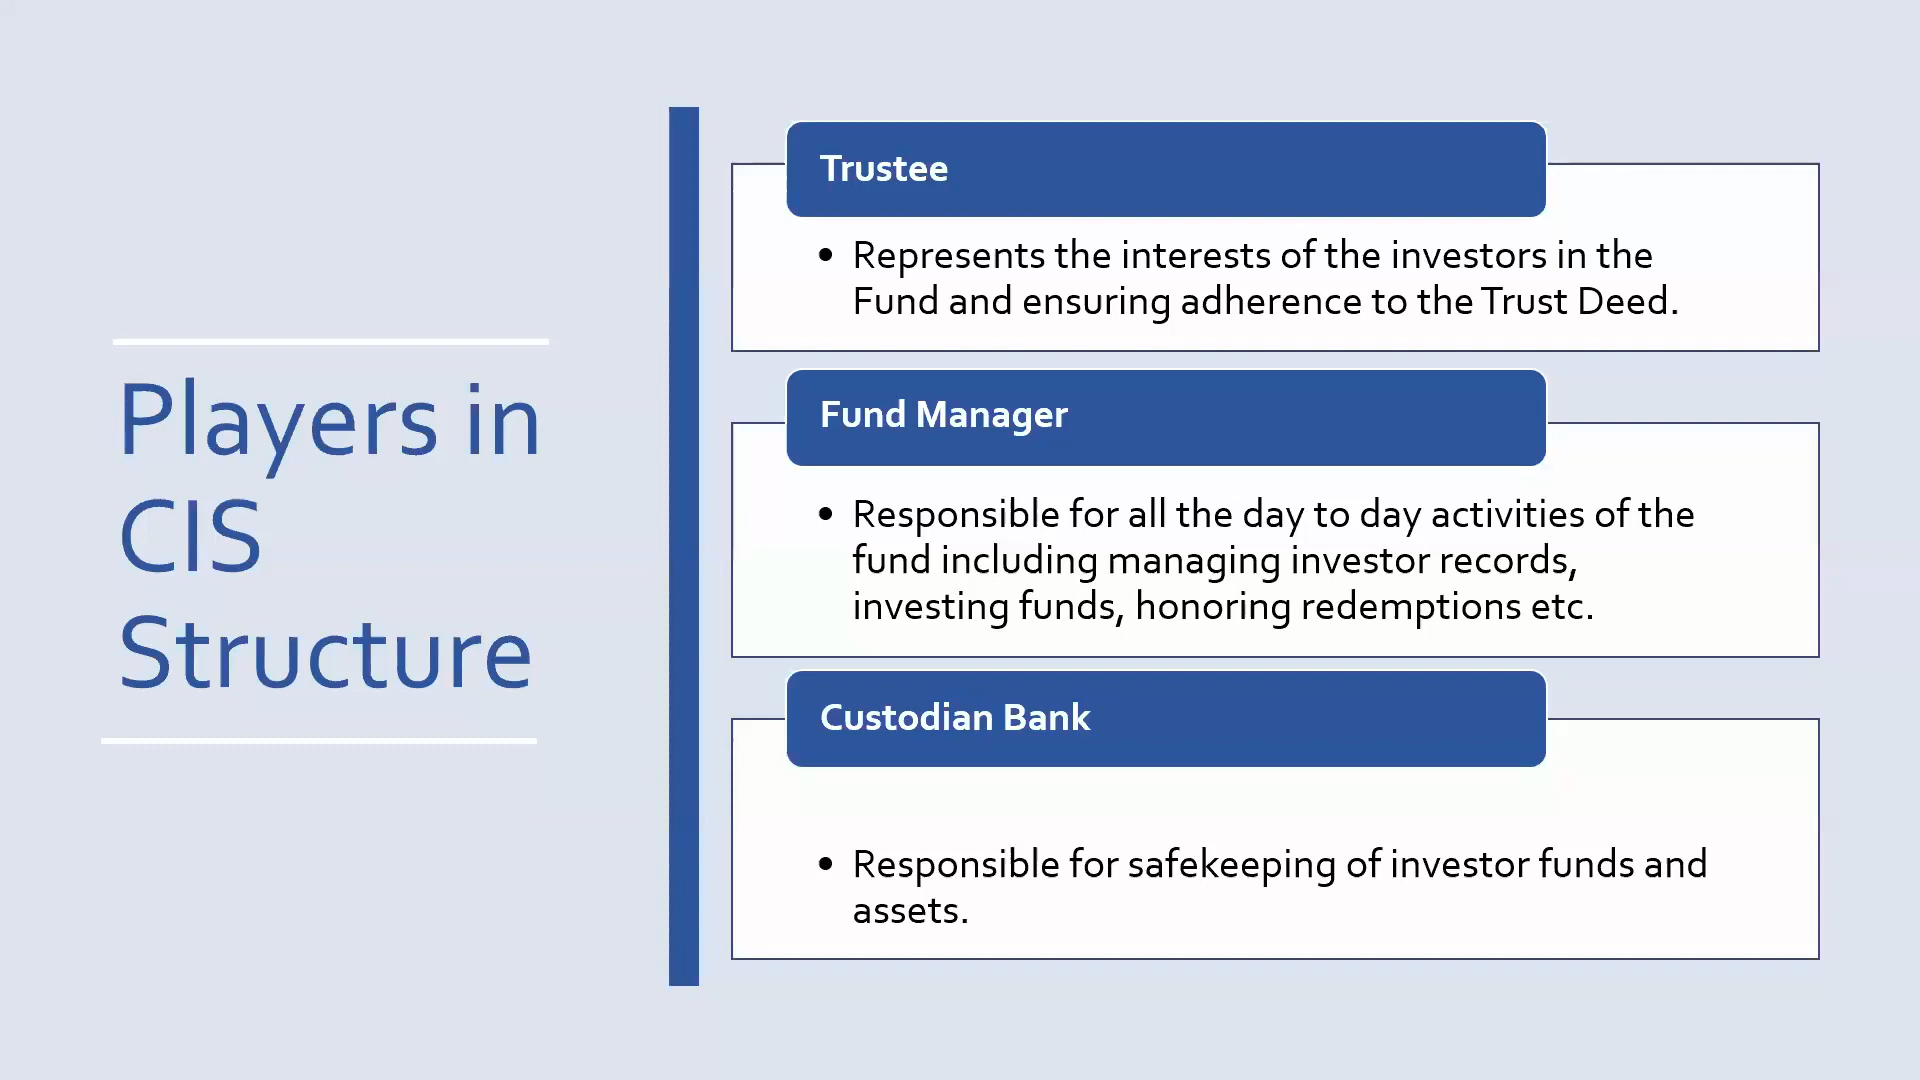 Players in
CIS
Structure
Trustee
• Represents the interests of the investors in the
Fund and ensuring adherence to the Trust Deed.
Fund Manager
• Responsible for all the day to day activities of the
fund including managing investor records,
investing funds, honoring redemptions etc.
Custodian Bank
• Responsible for safekeeping of investor funds and
assets.